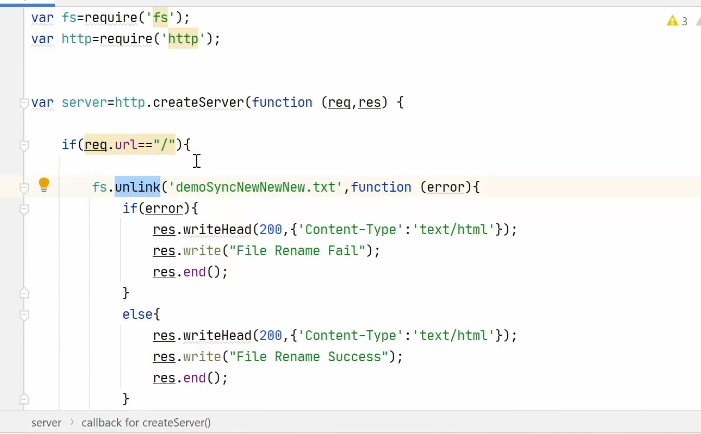 var fs=require('fs');
var http=require('http');
3
var server=http.createServer(function (req,res) {
if(req.url=="/"){
fs.unlink('demoSyncNewNewNew.txt',function (error){
if(error){
res.writeHead(200,{'Content-Type':'text/html'});
res.write("File Rename Fail");
res.end();
}
else{
res.writeHead(200,{'Content-Type':'text/html'});
res.write("File Rename Success");
res.end();
}
server › callback for createServer()